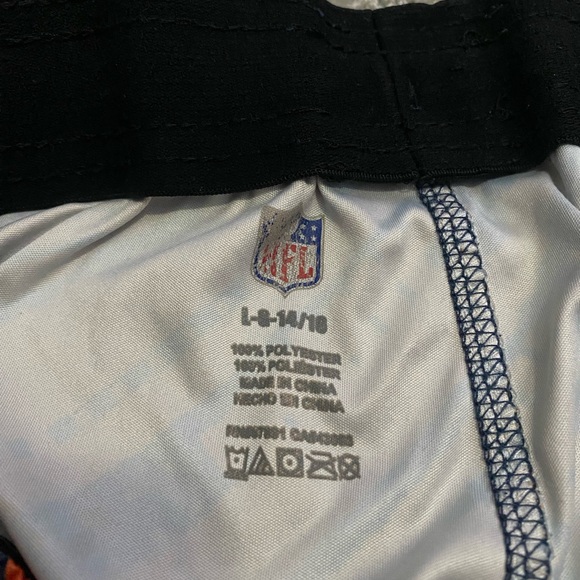 NFL
L-G-14/16
100% POLYESTER
100% POLIÉSTER
MADE IN CHINA
HECHO EN CHINA